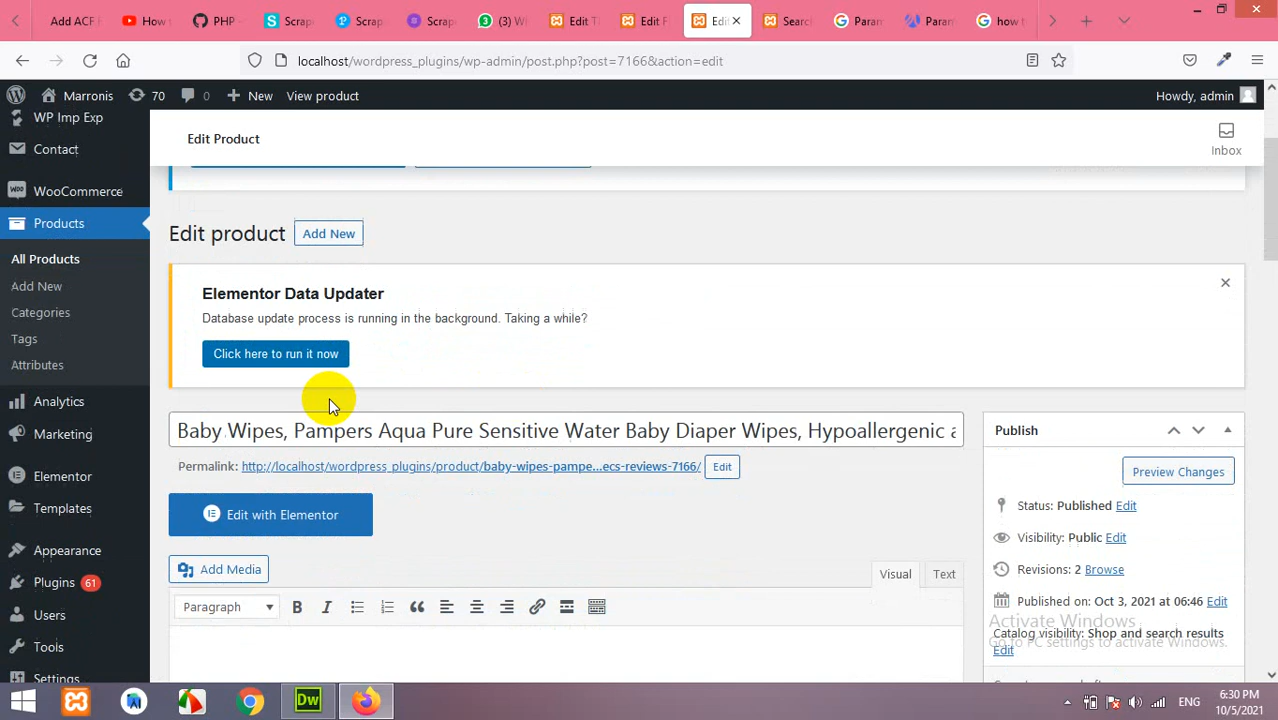 Add ACF
How
PHP -
Scrap
Scrap
Scrap
(3) W
Edit
Edit P
Edi
Searc
Param
Param
how t
localhost/wordpress_plugins/wp-admin/post.php?post=7166&action=edit
Marronis
70
0
New
View product
Howdy, admin
WP Imp Exp
Contact
WooCommerce
Products
All Products
Add New
Categories
Tags
Attributes
Analytics
Marketing
Elementor
Templates
Appearance
Plugins 61
Users
Tools
Settings
Edit Product
Inbox
Edit product
Add New
Elementor Data Updater
Database update process is running in the background. Taking a while?
Click here to run it now
Baby Wipes, Pampers Aqua Pure Sensitive Water Baby Diaper Wipes, Hypoallergenic a
Permalink: http://localhost/wordpress_plugins/product/baby-wipes-pampe...ecs-reviews-7166/
Edit
Edit with Elementor
Add Media
Visual
Text
Paragraph
B
I
Publish
Preview Changes
Status: Published Edit
Visibility: Public Edit
Revisions: 2 Browse
Published on: Oct 3, 2021 at 06:46 Edit
Catalog visibility: Shop and search results
Edit
Activate Windows
Go to PC settings to activate Windows.
Dw
ENG
6:30 PM
10/5/2021